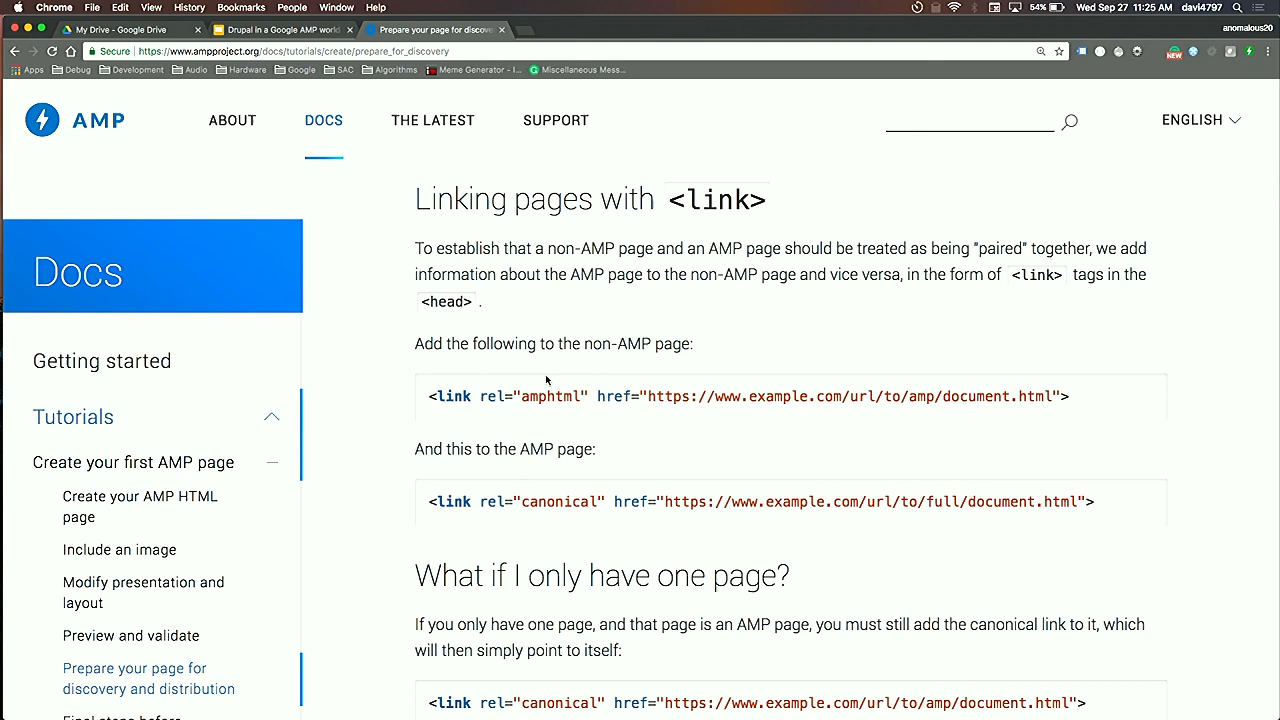 Chrome File Edit View History Bookmarks People Window Help 54% Wed Sep 27 11:25 AM davi4797
My Drive - Google Drive Drupal in a Google AMP world Prepare your page for discove anomalous20
Secure https://www.ampproject.org/docs/tutorials/create/prepare_for_discovery
Apps Debug Development Audio Hardware Google SAC Algorithms Meme Generator - I... Miscellaneous Mess... NEW
AMP ABOUT DOCS THE LATEST SUPPORT ENGLISH
Docs
Getting started
Tutorials
Create your first AMP page
Create your AMP HTML
page
Include an image
Modify presentation and
layout
Preview and validate
Prepare your page for
discovery and distribution
Final steps before
Linking pages with <link>
To establish that a non-AMP page and an AMP page should be treated as being "paired" together, we add
information about the AMP page to the non-AMP page and vice versa, in the form of <link> tags in the
<head> .
Add the following to the non-AMP page:
<link rel="amphtml" href="https://www.example.com/url/to/amp/document.html">
And this to the AMP page:
<link rel="canonical" href="https://www.example.com/url/to/full/document.html">
What if I only have one page?
If you only have one page, and that page is an AMP page, you must still add the canonical link to it, which
will then simply point to itself:
<link rel="canonical" href="https://www.example.com/url/to/amp/document.html">